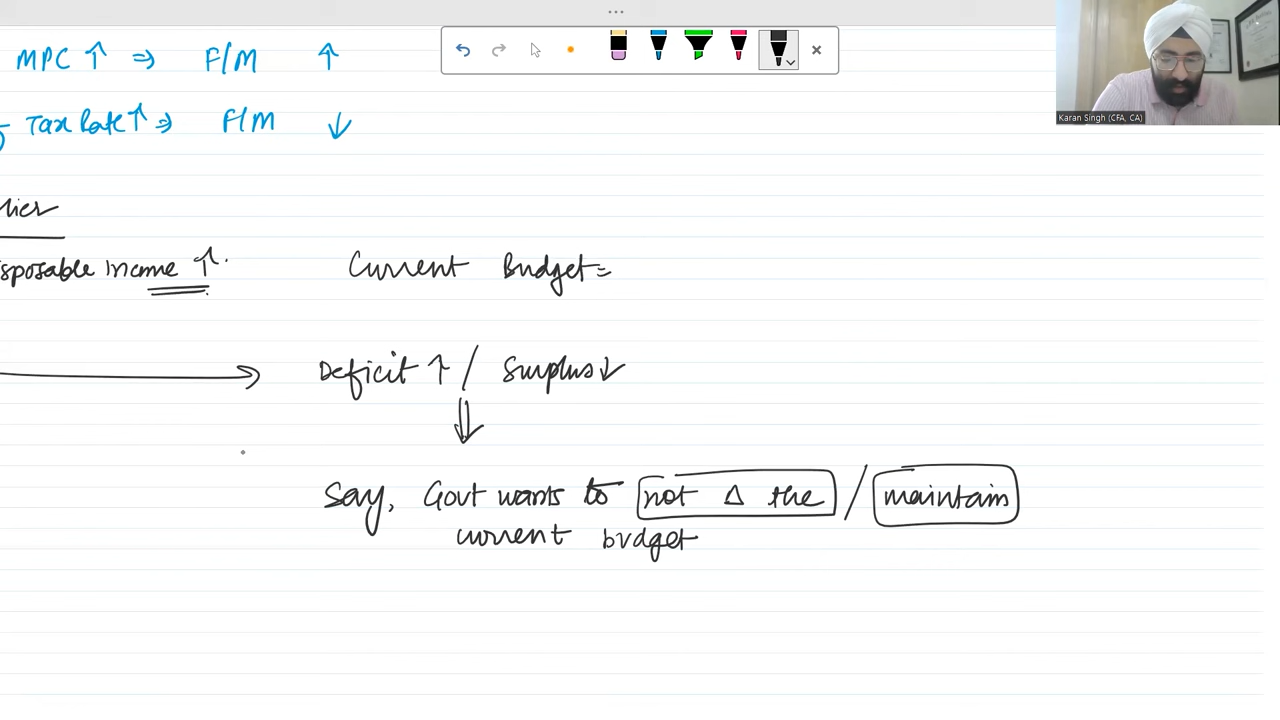 MPC ↑ ⇒ F/M ↑
Tax Rate ↑ ⇒ F/M ↓
lier
isposable Income ↑.
Current Budget =
Deficit ↑ / Surplus ↓
Say, Govt wants to not Δ the / maintain
current budget
Karan Singh (CFA, CA)